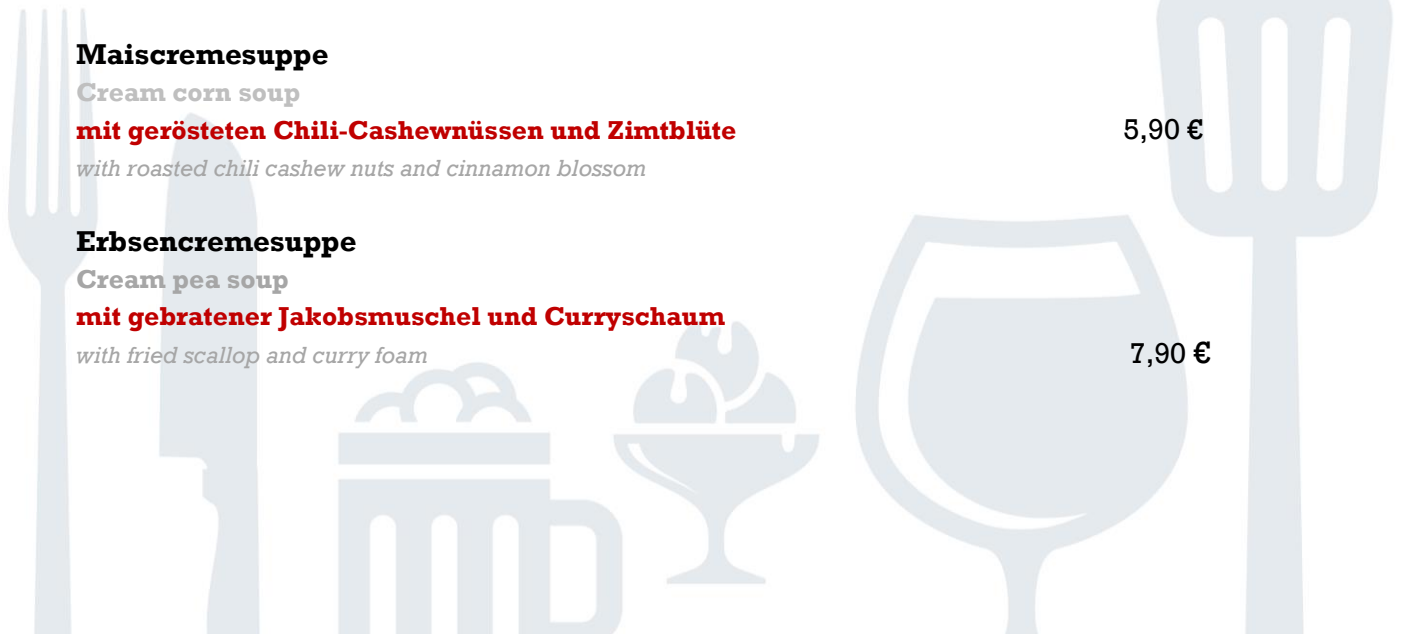 Maiscremesuppe
Cream corn soup
mit gerösteten Chili-Cashewnüssen und Zimtblüte 5,90 €
with roasted chili cashew nuts and cinnamon blossom
Erbsencremesuppe
Cream pea soup
mit gebratener Jakobsmuschel und Curryschaum
with fried scallop and curry foam 7,90 €